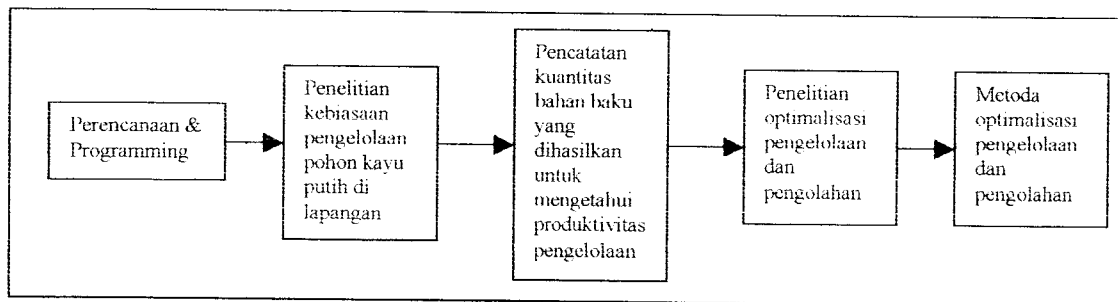 Perencanaan &
Programming
Penelitian
kebiasaan
pengelolaan
pohon kayu
putih di
lapangan
Pencatatan
kuantitas
bahan baku
yang
dihasilkan
untuk
mengetahui
produktivitas
pengelolaan
Penelitian
optimalisasi
pengelolaan
dan
pengolahan
Metoda
optimalisasi
pengelolaan
dan
pengolahan